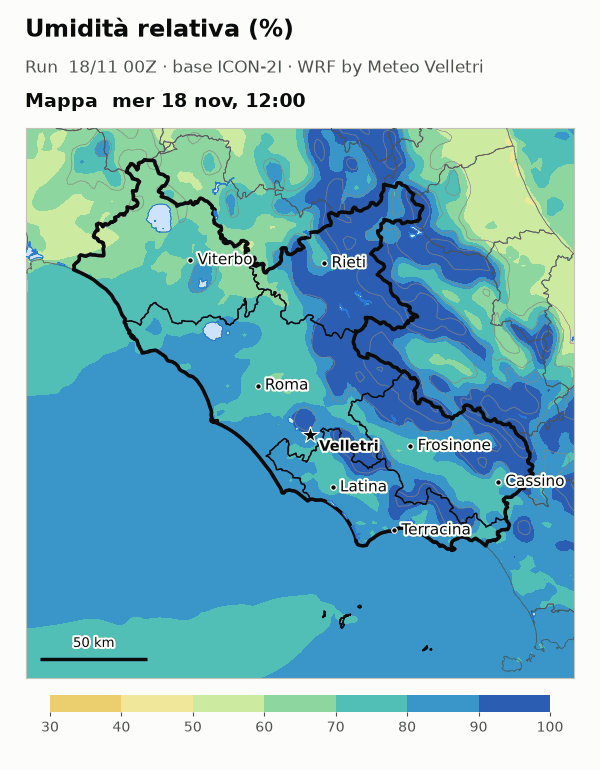 Umidità relativa (%)
Run  18/11 00Z · base ICON-2I · WRF by Meteo Velletri
Mappa  mer 18 nov, 12:00
Viterbo
Rieti
Roma
Velletri
Frosinone
Cassino
Latina
Terracina
50 km
30 40 50 60 70 80 90 100